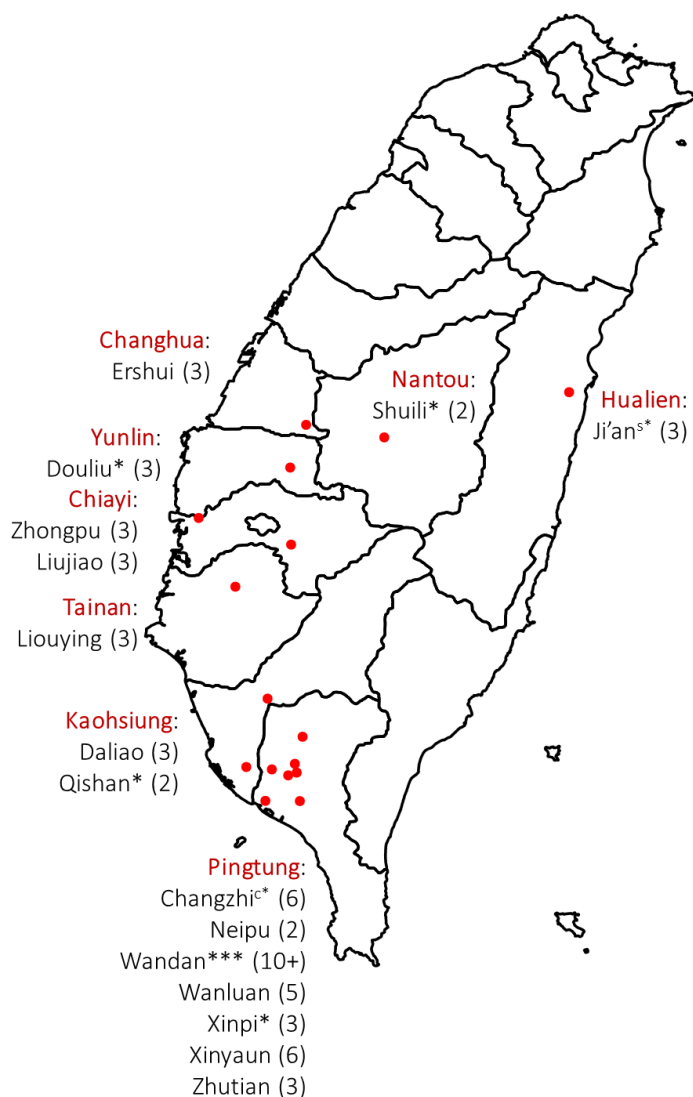 Changhua:
Ershui (3)
Nantou:
Shuili* (2)
Hualien:
Ji'anˢ* (3)
Yunlin:
Douliu* (3)
Chiayi:
Zhongpu (3)
Liujiao (3)
Tainan:
Liouying (3)
Kaohsiung:
Daliao (3)
Qishan* (2)
Pingtung:
Changzhiᶜ* (6)
Neipu (2)
Wandan*** (10+)
Wanluan (5)
Xinpi* (3)
Xinyaun (6)
Zhutian (3)